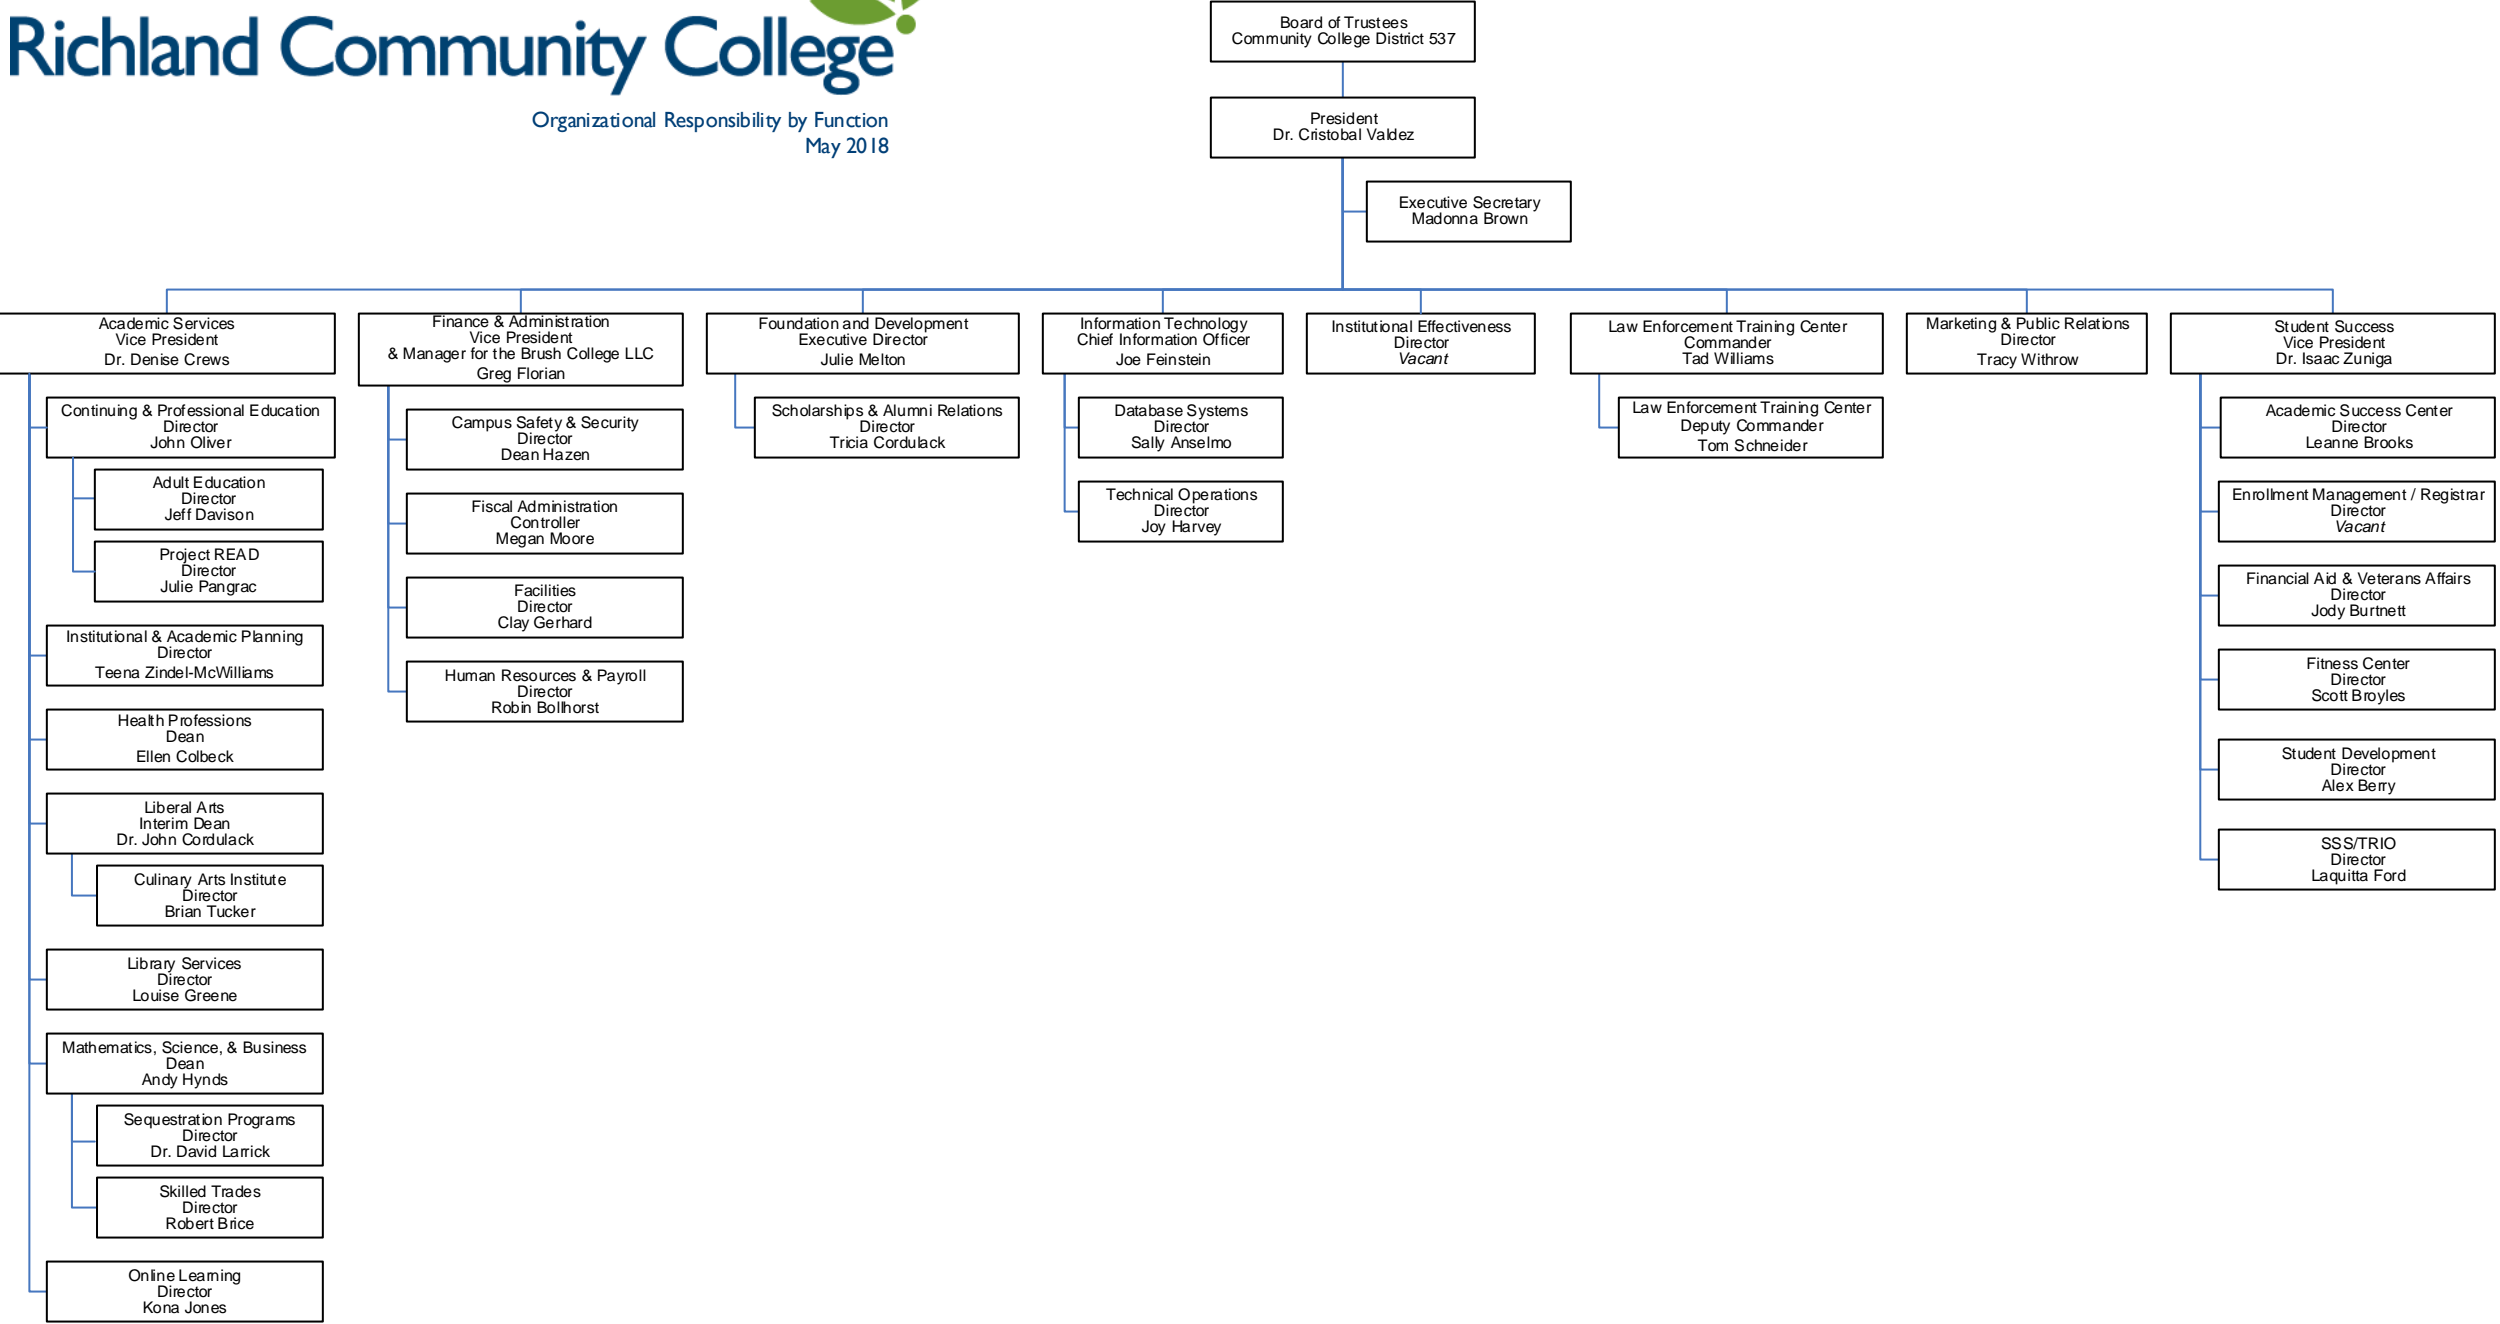 Richland Community College
Organizational Responsibility by Function
May 2018
Board of Trustees
Community College District 537
President
Dr. Cristobal Valdez
Executive Secretary
Madonna Brown
Academic Services
Vice President
Dr. Denise Crews
Continuing & Professional Education
Director
John Oliver
Adult Education
Director
Jeff Davison
Project READ
Director
Julie Pangrac
Institutional & Academic Planning
Director
Teena Zindel-McWilliams
Health Professions
Dean
Ellen Colbeck
Liberal Arts
Interim Dean
Dr. John Cordulack
Culinary Arts Institute
Director
Brian Tucker
Library Services
Director
Louise Greene
Mathematics, Science, & Business
Dean
Andy Hynds
Sequestration Programs
Director
Dr. David Larrick
Skilled Trades
Director
Robert Brice
Online Learning
Director
Kona Jones
Finance & Administration
Vice President
& Manager for the Brush College LLC
Greg Florian
Campus Safety & Security
Director
Dean Hazen
Fiscal Administration
Controller
Megan Moore
Facilities
Director
Clay Gerhard
Human Resources & Payroll
Director
Robin Bollhorst
Foundation and Development
Executive Director
Julie Melton
Scholarships & Alumni Relations
Director
Tricia Cordulack
Information Technology
Chief Information Officer
Joe Feinstein
Database Systems
Director
Sally Anselmo
Technical Operations
Director
Joy Harvey
Institutional Effectiveness
Director
Vacant
Law Enforcement Training Center
Commander
Tad Williams
Law Enforcement Training Center
Deputy Commander
Tom Schneider
Marketing & Public Relations
Director
Tracy Withrow
Student Success
Vice President
Dr. Isaac Zuniga
Academic Success Center
Director
Leanne Brooks
Enrollment Management / Registrar
Director
Vacant
Financial Aid & Veterans Affairs
Director
Jody Burtnett
Fitness Center
Director
Scott Broyles
Student Development
Director
Alex Berry
SSS/TRIO
Director
Laquitta Ford